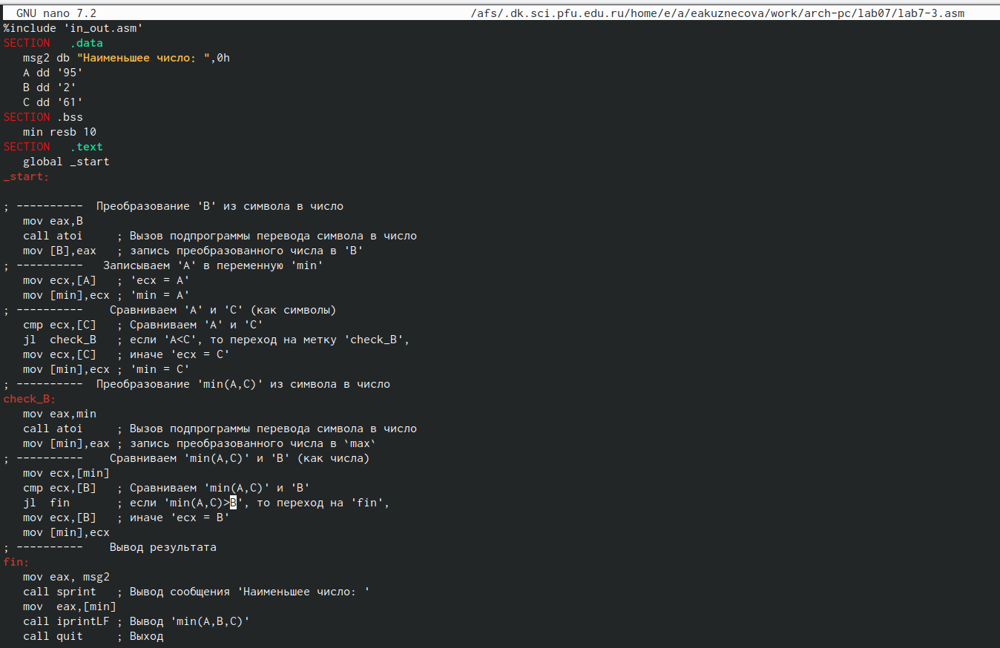 GNU nano 7.2 /afs/.dk.sci.pfu.edu.ru/home/e/a/eakuznecova/work/arch-pc/lab07/lab7-3.asm
%include 'in_out.asm'
SECTION .data
msg2 db "Наименьшее число: ",0h
A dd '95'
B dd '2'
C dd '61'
SECTION .bss
min resb 10
SECTION .text
global _start
_start:
; ---------- Преобразование 'B' из символа в число
mov eax,B
call atoi ; Вызов подпрограммы перевода символа в число
mov [B],eax ; запись преобразованного числа в 'B'
; ---------- Записываем 'A' в переменную 'min'
mov ecx,[A] ; 'ecx = A'
mov [min],ecx ; 'min = A'
; ---------- Сравниваем 'A' и 'С' (как символы)
cmp ecx,[C] ; Сравниваем 'A' и 'С'
jl check_B ; если 'A<C', то переход на метку 'check_B',
mov ecx,[C] ; иначе 'ecx = C'
mov [min],ecx ; 'min = C'
; ---------- Преобразование 'min(A,C)' из символа в число
check_B:
mov eax,min
call atoi ; Вызов подпрограммы перевода символа в число
mov [min],eax ; запись преобразованного числа в `max`
; ---------- Сравниваем 'min(A,C)' и 'B' (как числа)
mov ecx,[min]
cmp ecx,[B] ; Сравниваем 'min(A,C)' и 'B'
jl fin ; если 'min(A,C)>B', то переход на 'fin',
mov ecx,[B] ; иначе 'ecx = B'
mov [min],ecx
; ---------- Вывод результата
fin:
mov eax, msg2
call sprint ; Вывод сообщения 'Наименьшее число: '
mov eax,[min]
call iprintLF ; Вывод 'min(A,B,C)'
call quit ; Выход